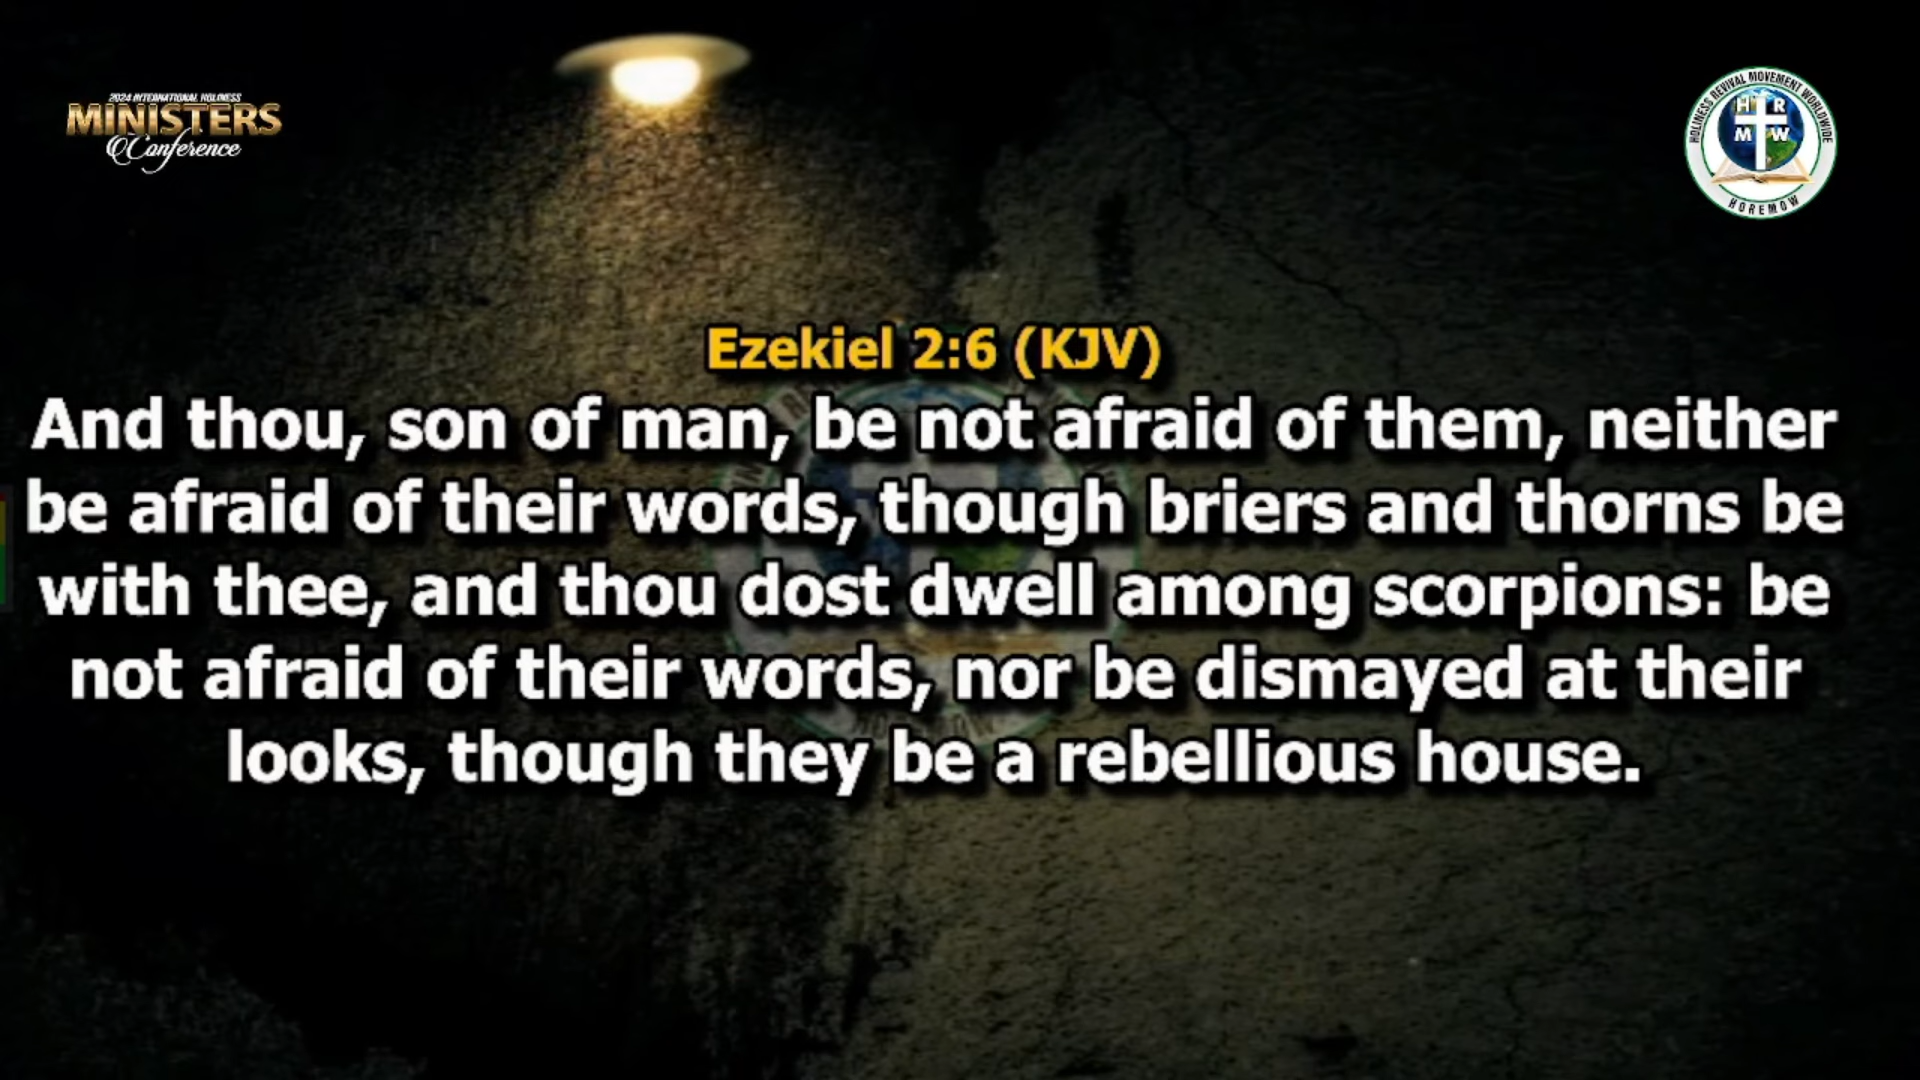 2024 INTERNATIONAL HOLINESS
MINISTERS
Conference
HOLINESS REVIVAL MOVEMENT WORLDWIDE
H R
M W
HOREMOW
Ezekiel 2:6 (KJV)
And thou, son of man, be not afraid of them, neither
be afraid of their words, though briers and thorns be
with thee, and thou dost dwell among scorpions: be
not afraid of their words, nor be dismayed at their
looks, though they be a rebellious house.